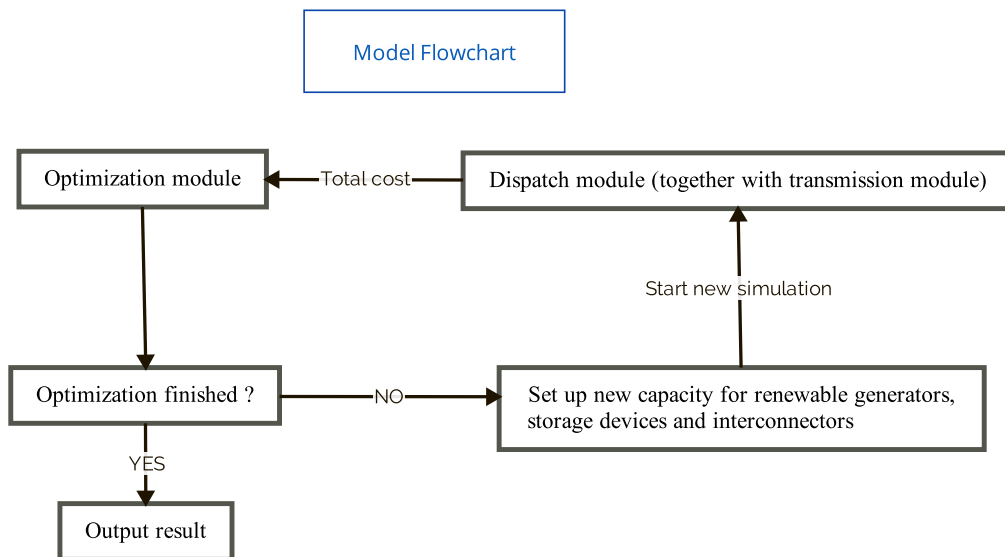 Model Flowchart
Optimization module
Total cost
Dispatch module (together with transmission module)
Start new simulation
Optimization finished ?
NO
Set up new capacity for renewable generators,
storage devices and interconnectors
YES
Output result